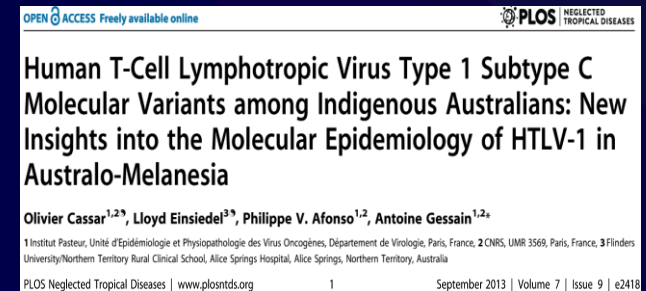 OPEN ACCESS Freely available online
PLOS NEGLECTED TROPICAL DISEASES
Human T-Cell Lymphotropic Virus Type 1 Subtype C
Molecular Variants among Indigenous Australians: New
Insights into the Molecular Epidemiology of HTLV-1 in
Australo-Melanesia
Olivier Cassar1,2⁹, Lloyd Einsiedel3⁹, Philippe V. Afonso1,2, Antoine Gessain1,2*
1 Institut Pasteur, Unité d'Epidémiologie et Physiopathologie des Virus Oncogènes, Département de Virologie, Paris, France, 2 CNRS, UMR 3569, Paris, France, 3 Flinders
University/Northern Territory Rural Clinical School, Alice Springs Hospital, Alice Springs, Northern Territory, Australia
PLOS Neglected Tropical Diseases | www.plosntds.org 1 September 2013 | Volume 7 | Issue 9 | e2418